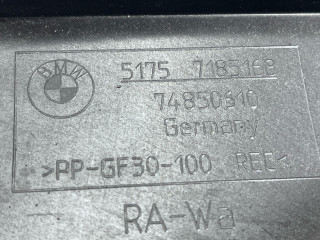 BMW
5175 7185168
74850610
Germany
>PP-GF30-100 REC<
RA-Wa